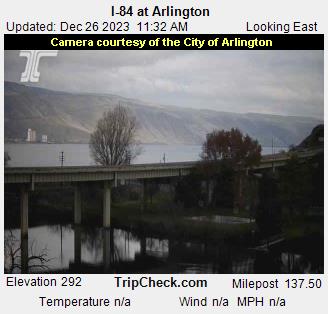 I-84 at Arlington
Updated: Dec 26 2023 11:32 AM Looking East
Camera courtesy of the City of Arlington
Elevation 292 TripCheck.com Milepost 137.50
Temperature n/a Wind n/a MPH n/a